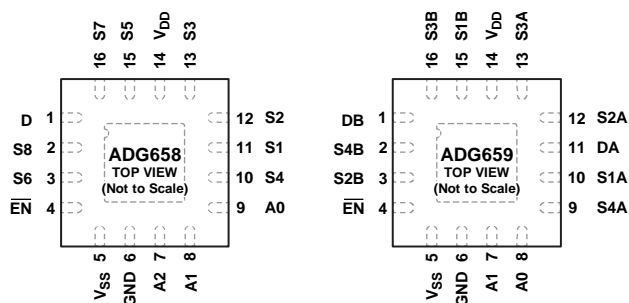 16 S7
15 S5
14 VDD
13 S3
D 1
S8 2
S6 3
EN 4
12 S2
11 S1
10 S4
9 A0
ADG658
TOP VIEW
(Not to Scale)
VSS 5
GND 6
A2 7
A1 8
16 S3B
15 S1B
14 VDD
13 S3A
DB 1
S4B 2
S2B 3
EN 4
12 S2A
11 DA
10 S1A
9 S4A
ADG659
TOP VIEW
(Not to Scale)
VSS 5
GND 6
A1 7
A0 8